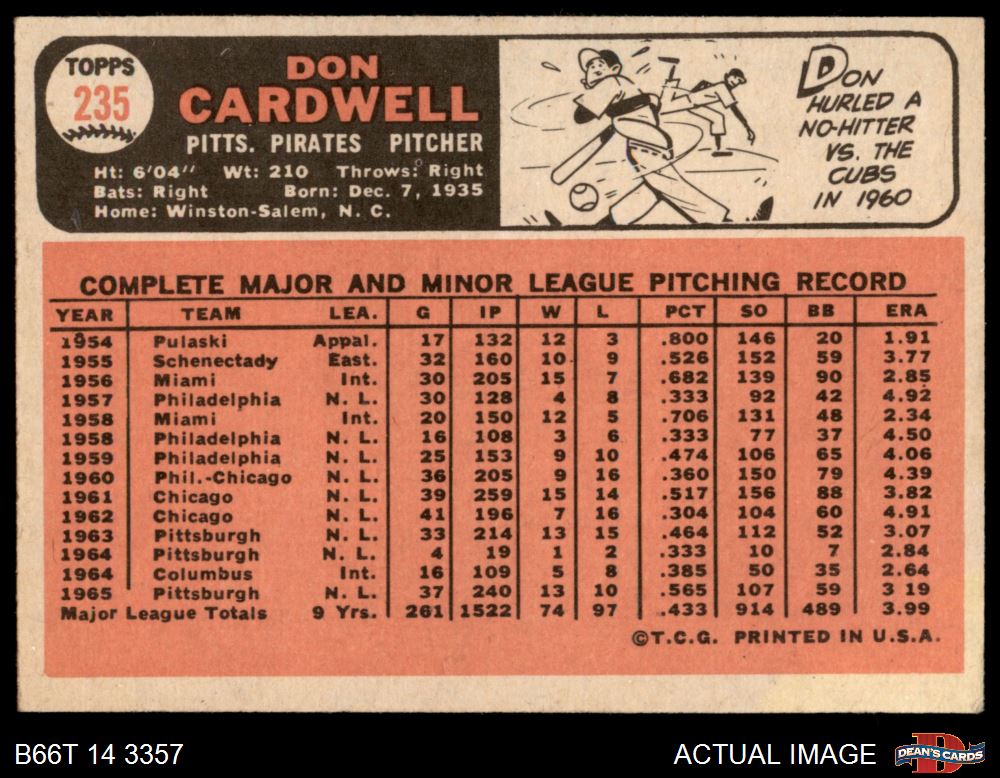 TOPPS
235
DON
CARDWELL
PITTS. PIRATES PITCHER
Ht: 6'04" Wt: 210 Throws: Right
Bats: Right Born: Dec. 7, 1935
Home: Winston-Salem, N. C.
DON
HURLED A
NO-HITTER
VS. THE
CUBS
IN 1960
COMPLETE MAJOR AND MINOR LEAGUE PITCHING RECORD
YEAR TEAM LEA. G IP W L PCT SO BB ERA
1954 Pulaski Appal. 17 132 12 3 .800 146 20 1.91
1955 Schenectady East. 32 160 10 9 .526 152 59 3.77
1956 Miami Int. 30 205 15 7 .682 139 90 2.85
1957 Philadelphia N. L. 30 128 4 8 .333 92 42 4.92
1958 Miami Int. 20 150 12 5 .706 131 48 2.34
1958 Philadelphia N. L. 16 108 3 6 .333 77 37 4.50
1959 Philadelphia N. L. 25 153 9 10 .474 106 65 4.06
1960 Phil.-Chicago N. L. 36 205 9 16 .360 150 79 4.39
1961 Chicago N. L. 39 259 15 14 .517 156 88 3.82
1962 Chicago N. L. 41 196 7 16 .304 104 60 4.91
1963 Pittsburgh N. L. 33 214 13 15 .464 112 52 3.07
1964 Pittsburgh N. L. 4 19 1 2 .333 10 7 2.84
1964 Columbus Int. 16 109 5 8 .385 50 35 2.64
1965 Pittsburgh N. L. 37 240 13 10 .565 107 59 3 19
Major League Totals 9 Yrs. 261 1522 74 97 .433 914 489 3.99
©T.C.G. PRINTED IN U.S.A.
B66T 14 3357
ACTUAL IMAGE
DEAN'S CARDS